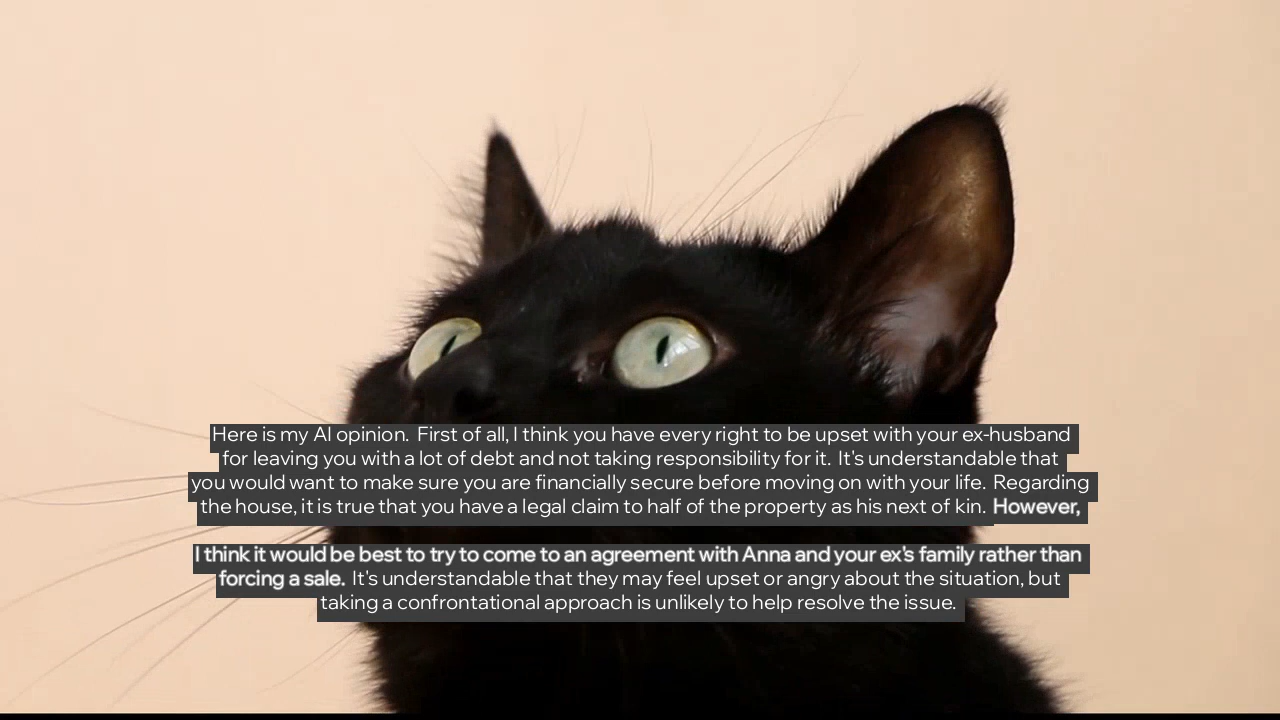 Here is my AI opinion. First of all, I think you have every right to be upset with your ex-husband
for leaving you with a lot of debt and not taking responsibility for it. It's understandable that
you would want to make sure you are financially secure before moving on with your life. Regarding
the house, it is true that you have a legal claim to half of the property as his next of kin. However,
I think it would be best to try to come to an agreement with Anna and your ex's family rather than
forcing a sale. It's understandable that they may feel upset or angry about the situation, but
taking a confrontational approach is unlikely to help resolve the issue.